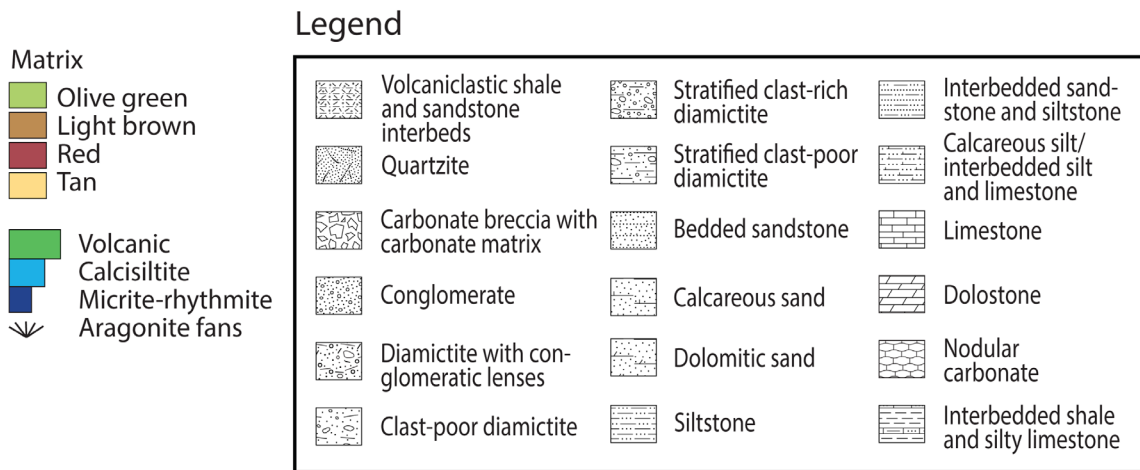 Legend
Matrix
Olive green
Light brown
Red
Tan
Volcanic
Calcisiltite
Micrite-rhythmite
Aragonite fans
Volcaniclastic shale
and sandstone
interbeds
Quartzite
Carbonate breccia with
carbonate matrix
Conglomerate
Diamictite with con-
glomeratic lenses
Clast-poor diamictite
Stratified clast-rich
diamictite
Stratified clast-poor
diamictite
Bedded sandstone
Calcareous sand
Dolomitic sand
Siltstone
Interbedded sand-
stone and siltstone
Calcareous silt/
interbedded silt
and limestone
Limestone
Dolostone
Nodular
carbonate
Interbedded shale
and silty limestone